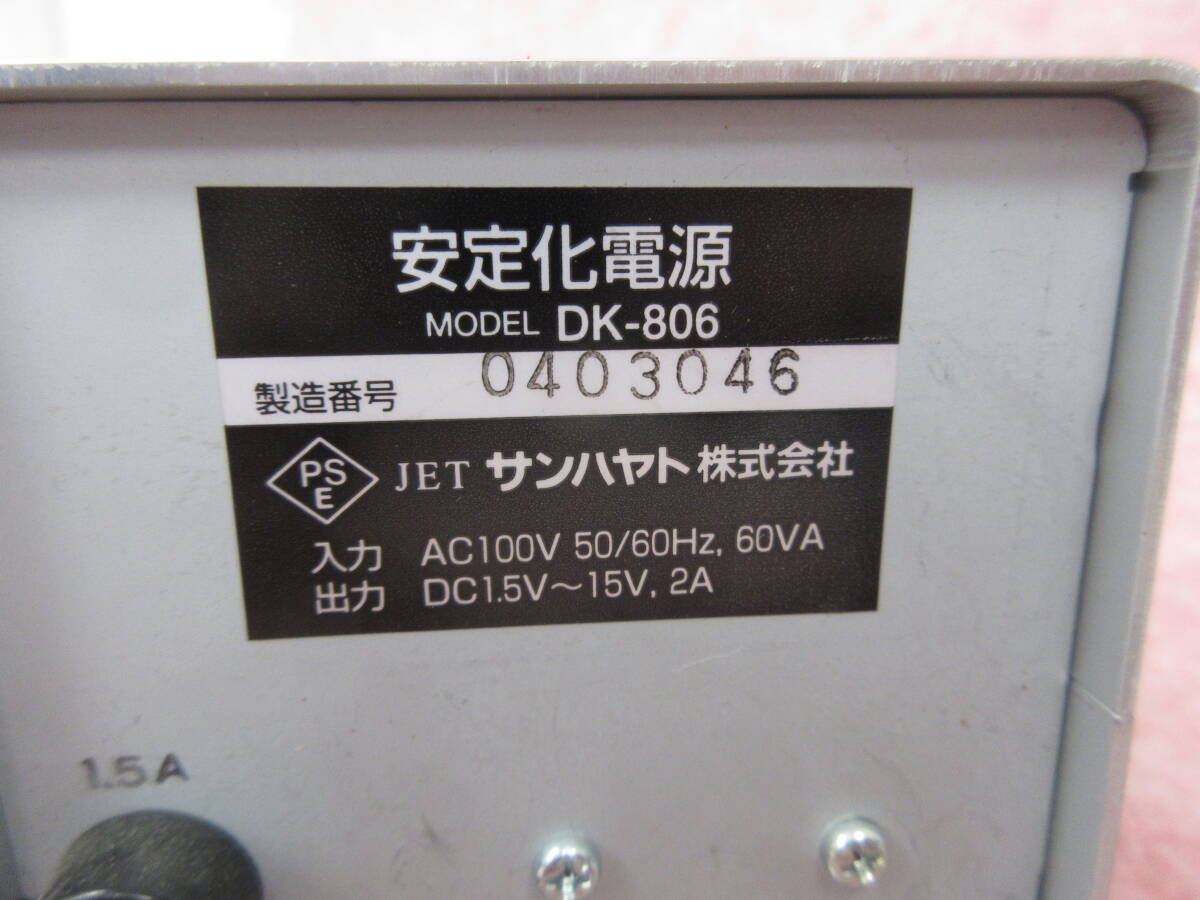 安定化電源
MODEL DK-806
製造番号 0403046
PS
E
JET サンハヤト株式会社
入力 AC100V 50/60Hz, 60VA
出力 DC1.5V～15V, 2A
1.5A